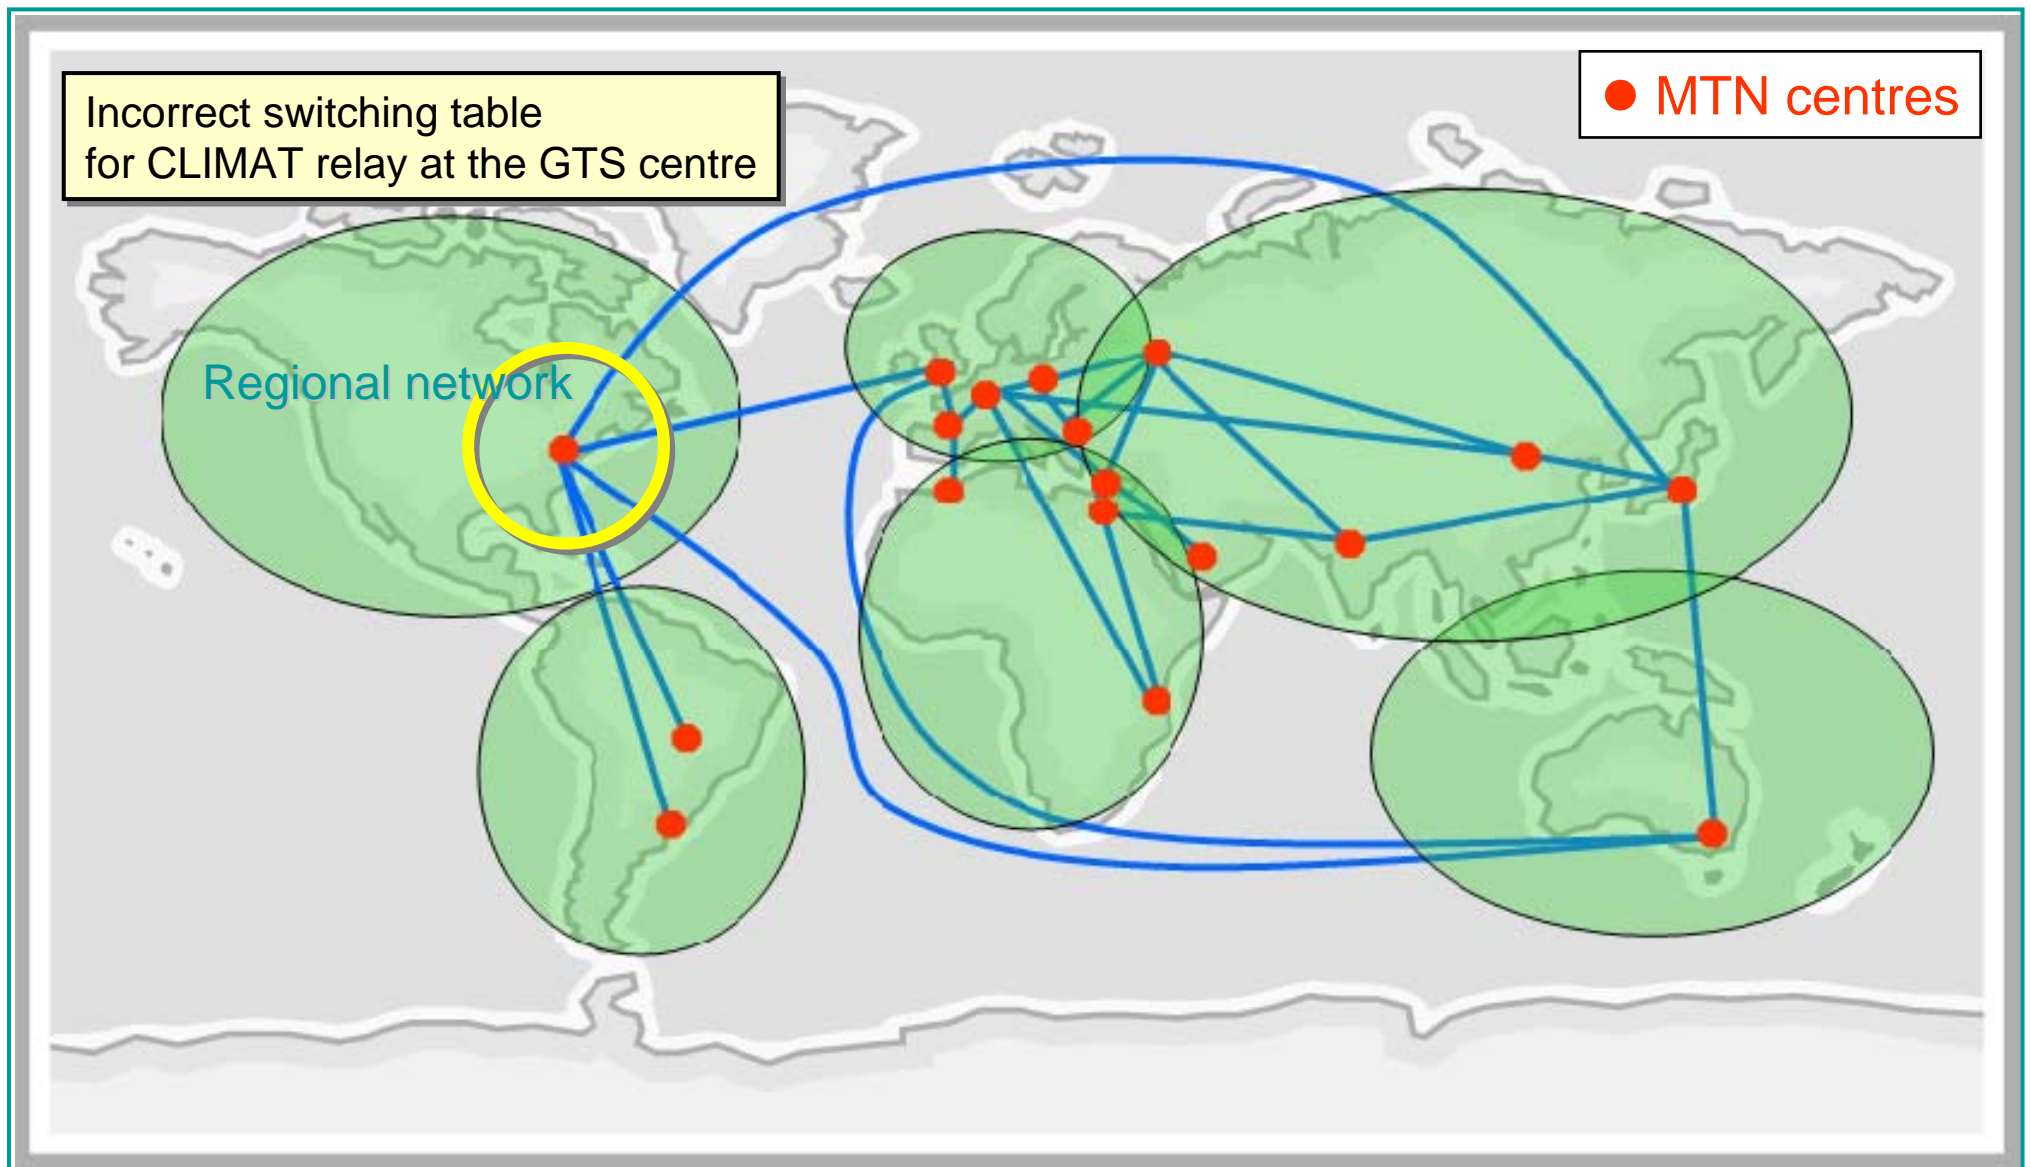 Incorrect switching table
for CLIMAT relay at the GTS centre
MTN centres
Regional network